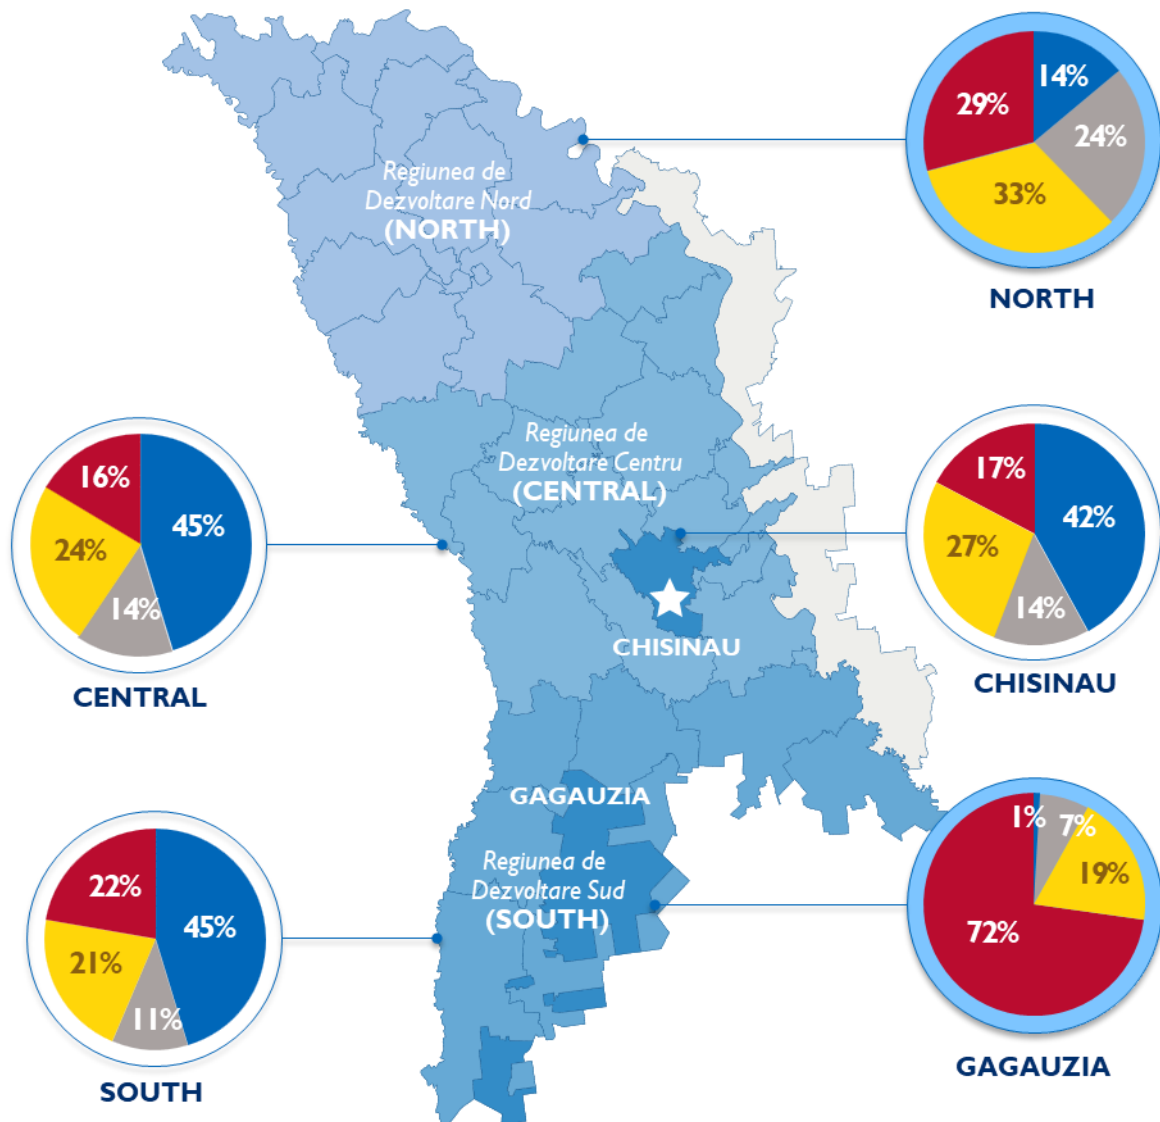 14%
29%
24%
33%
NORTH
Regiunea de
Dezvoltare Nord
(NORTH)
Regiunea de
Dezvoltare Centru
(CENTRAL)
16%
45%
24%
14%
CENTRAL
17%
42%
27%
14%
CHISINAU
CHISINAU
GAGAUZIA
Regiunea de
Dezvoltare Sud
(SOUTH)
22%
45%
21%
11%
SOUTH
1%
7%
19%
72%
GAGAUZIA